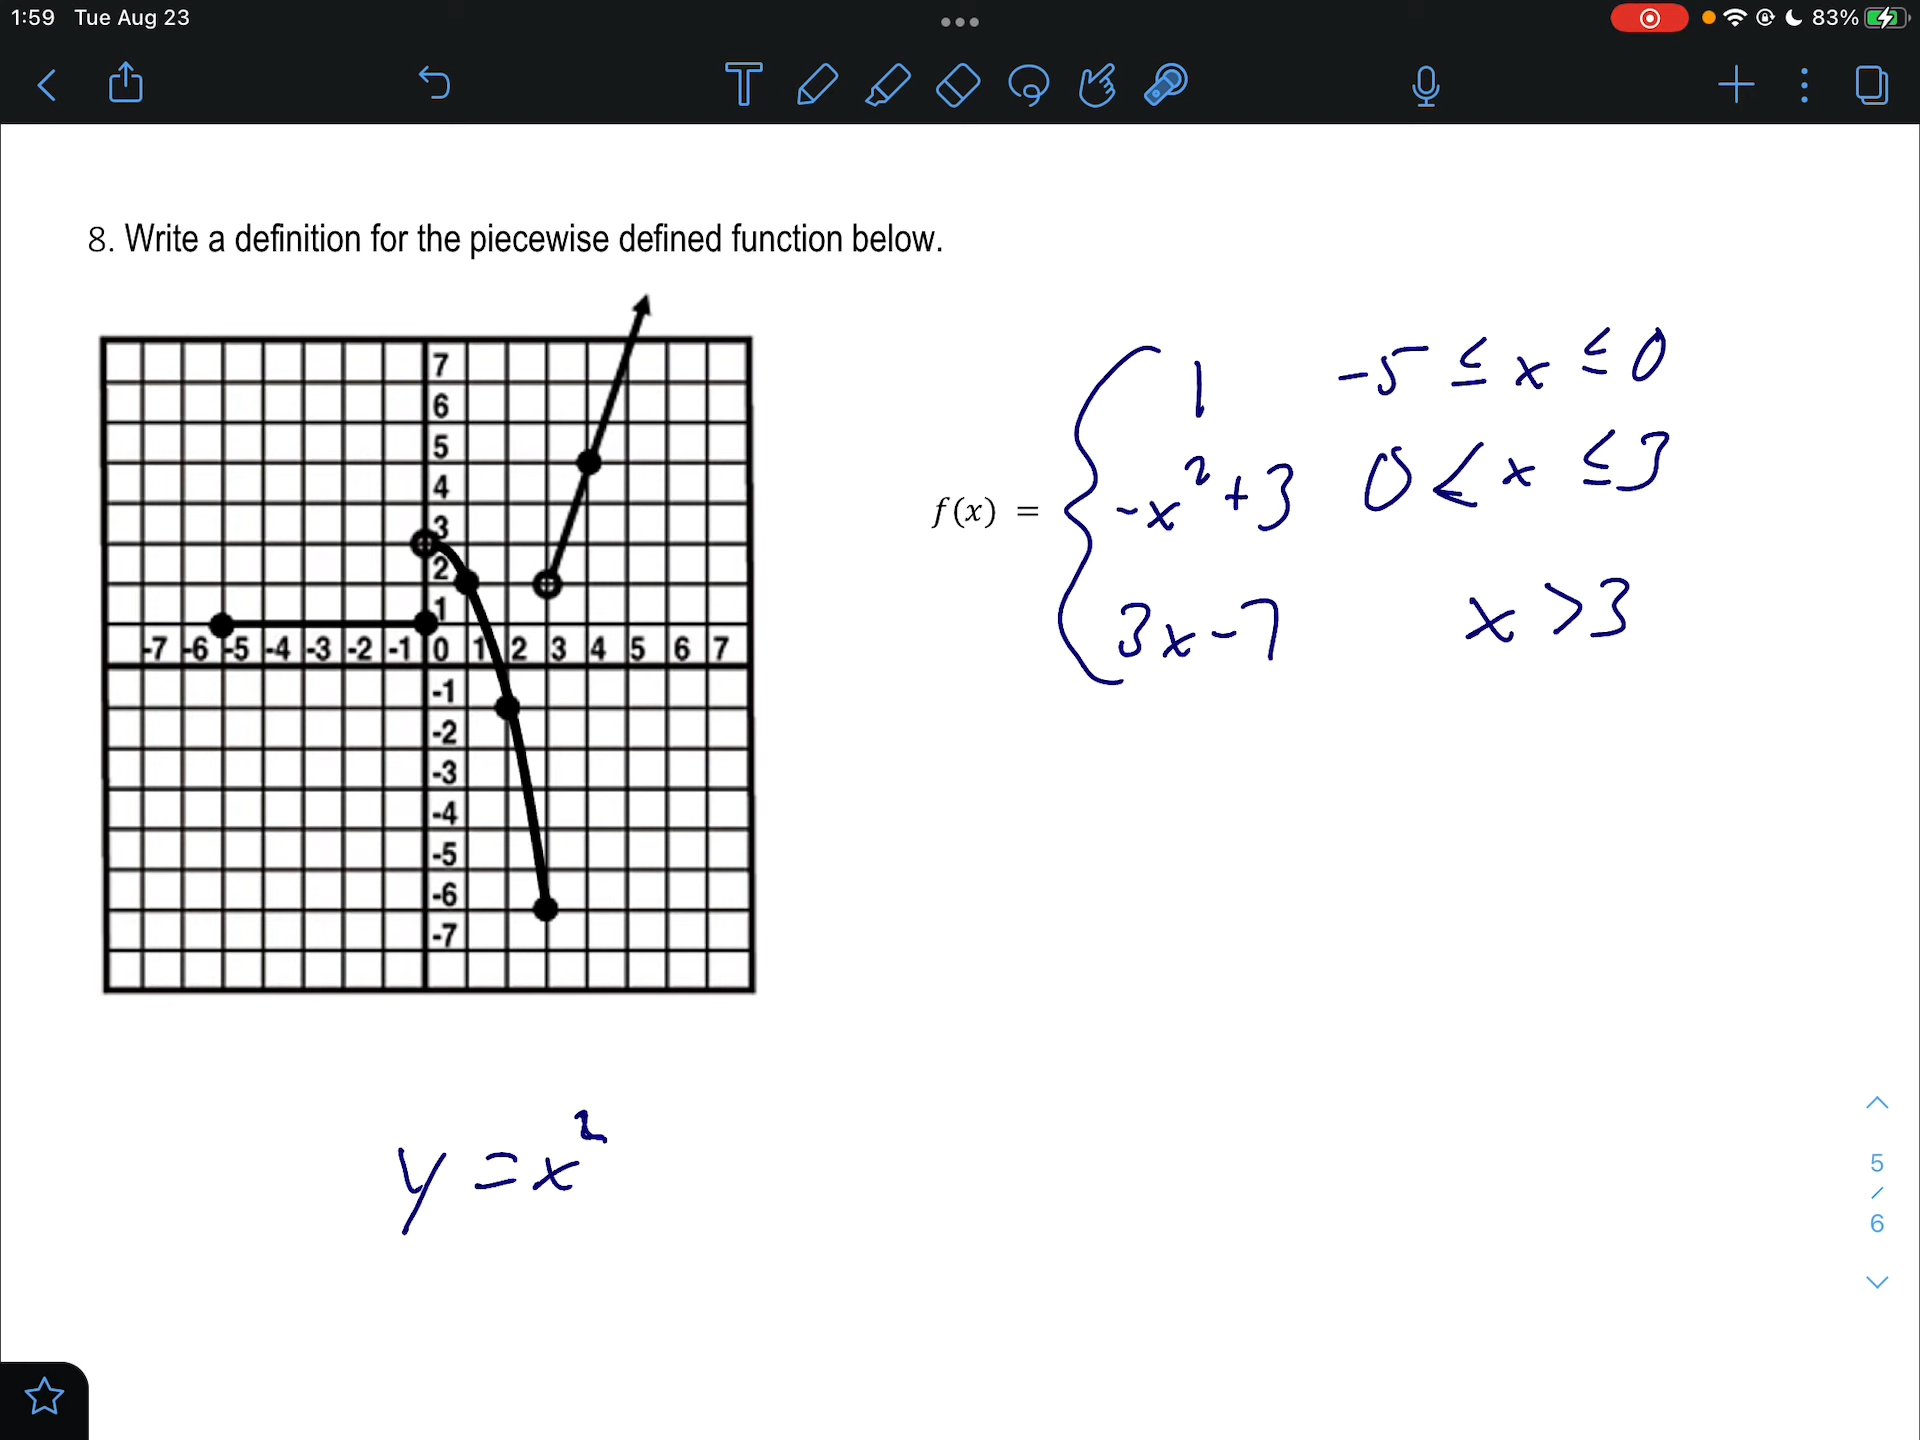 1:59 Tue Aug 23
83%
T
8. Write a definition for the piecewise defined function below.
7
6
5
4
3
2
1
-7 -6 -5 -4 -3 -2 -1 0 1 2 3 4 5 6 7
-1
-2
-3
-4
-5
-6
-7
f(x) =
1 -5 ≤ x ≤ 0
-x² + 3 0 < x ≤ 3
3x - 7 x > 3
y = x²
5
/
6